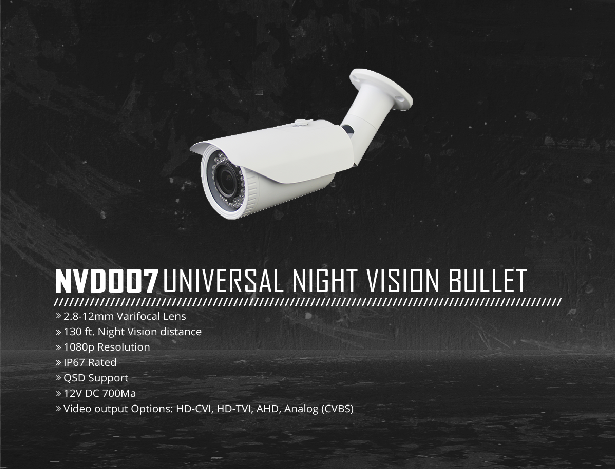 NVD007 UNIVERSAL NIGHT VISION BULLET
» 2.8-12mm Varifocal Lens
» 130 ft. Night Vision distance
» 1080p Resolution
» IP67 Rated
» QSD Support
» 12V DC 700Ma
» Video output Options: HD-CVI, HD-TVI, AHD, Analog (CVBS)